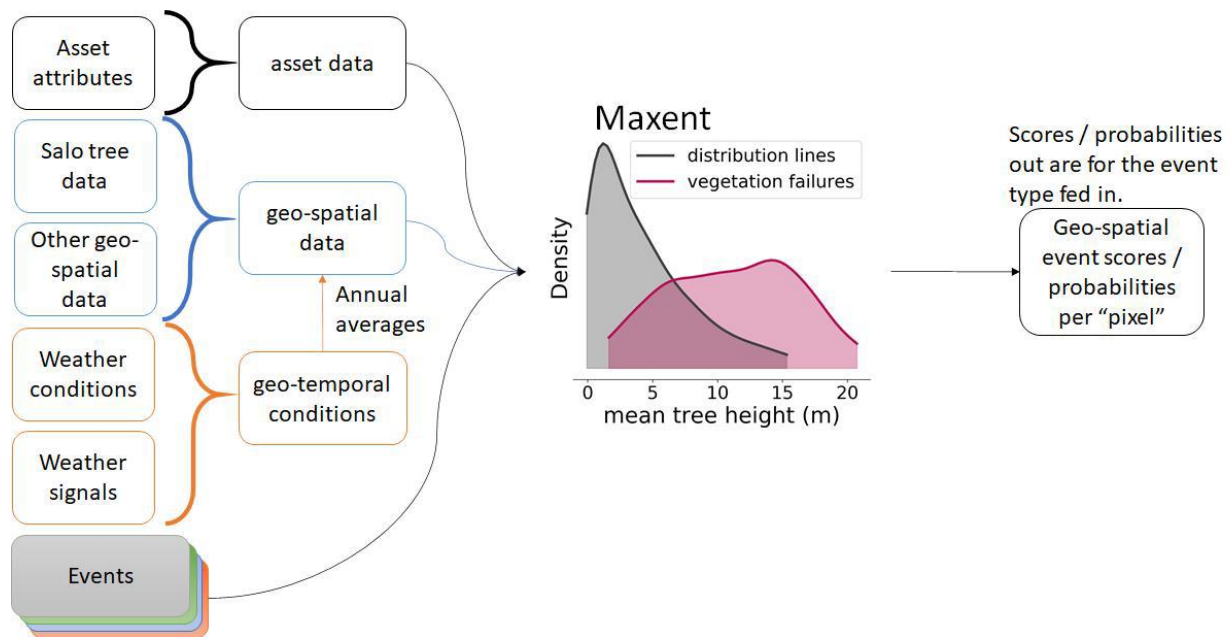 Asset
attributes
asset data
Salo tree
data
Other geo-
spatial
data
geo-spatial
data
Annual
averages
Weather
conditions
geo-temporal
conditions
Weather
signals
Events
Maxent
distribution lines
vegetation failures
Density
0 5 10 15 20
mean tree height (m)
Scores / probabilities
out are for the event
type fed in.
Geo-spatial
event scores /
probabilities
per “pixel”